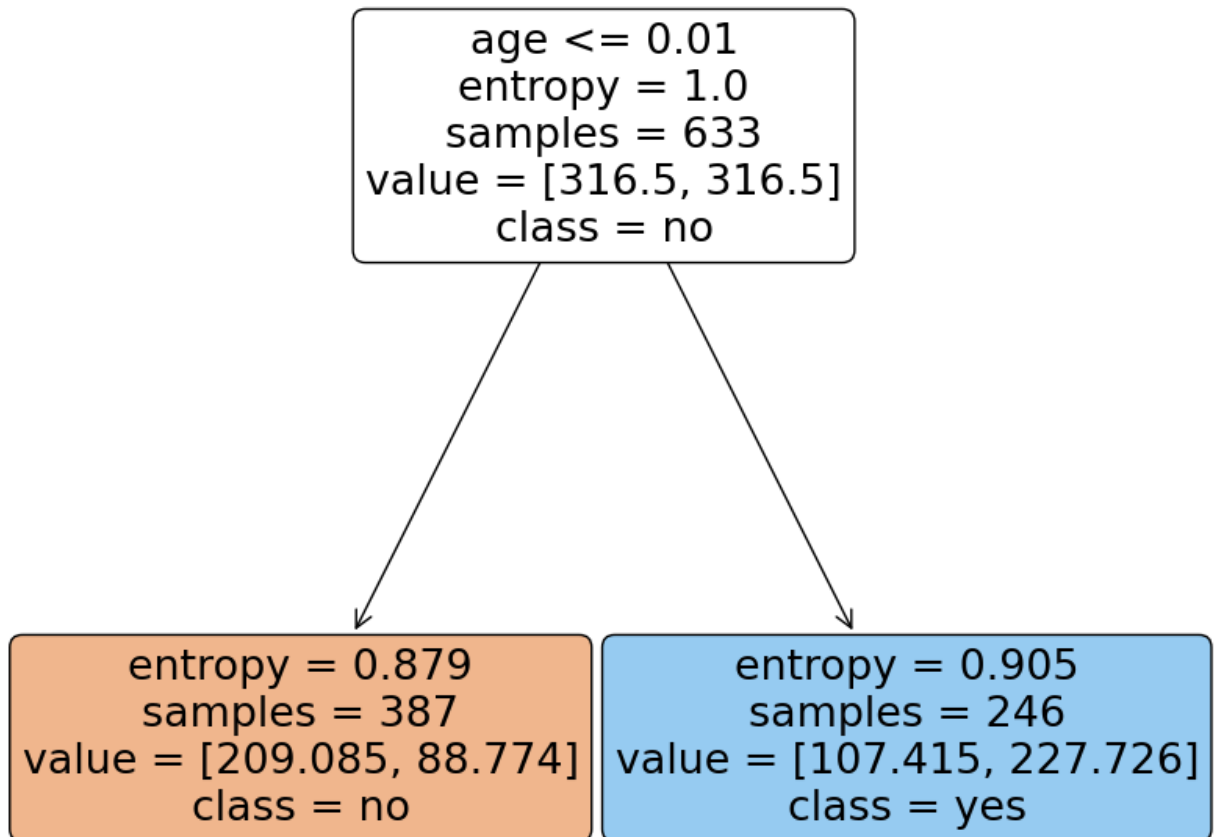 age <= 0.01
entropy = 1.0
samples = 633
value = [316.5, 316.5]
class = no
entropy = 0.879
samples = 387
value = [209.085, 88.774]
class = no
entropy = 0.905
samples = 246
value = [107.415, 227.726]
class = yes